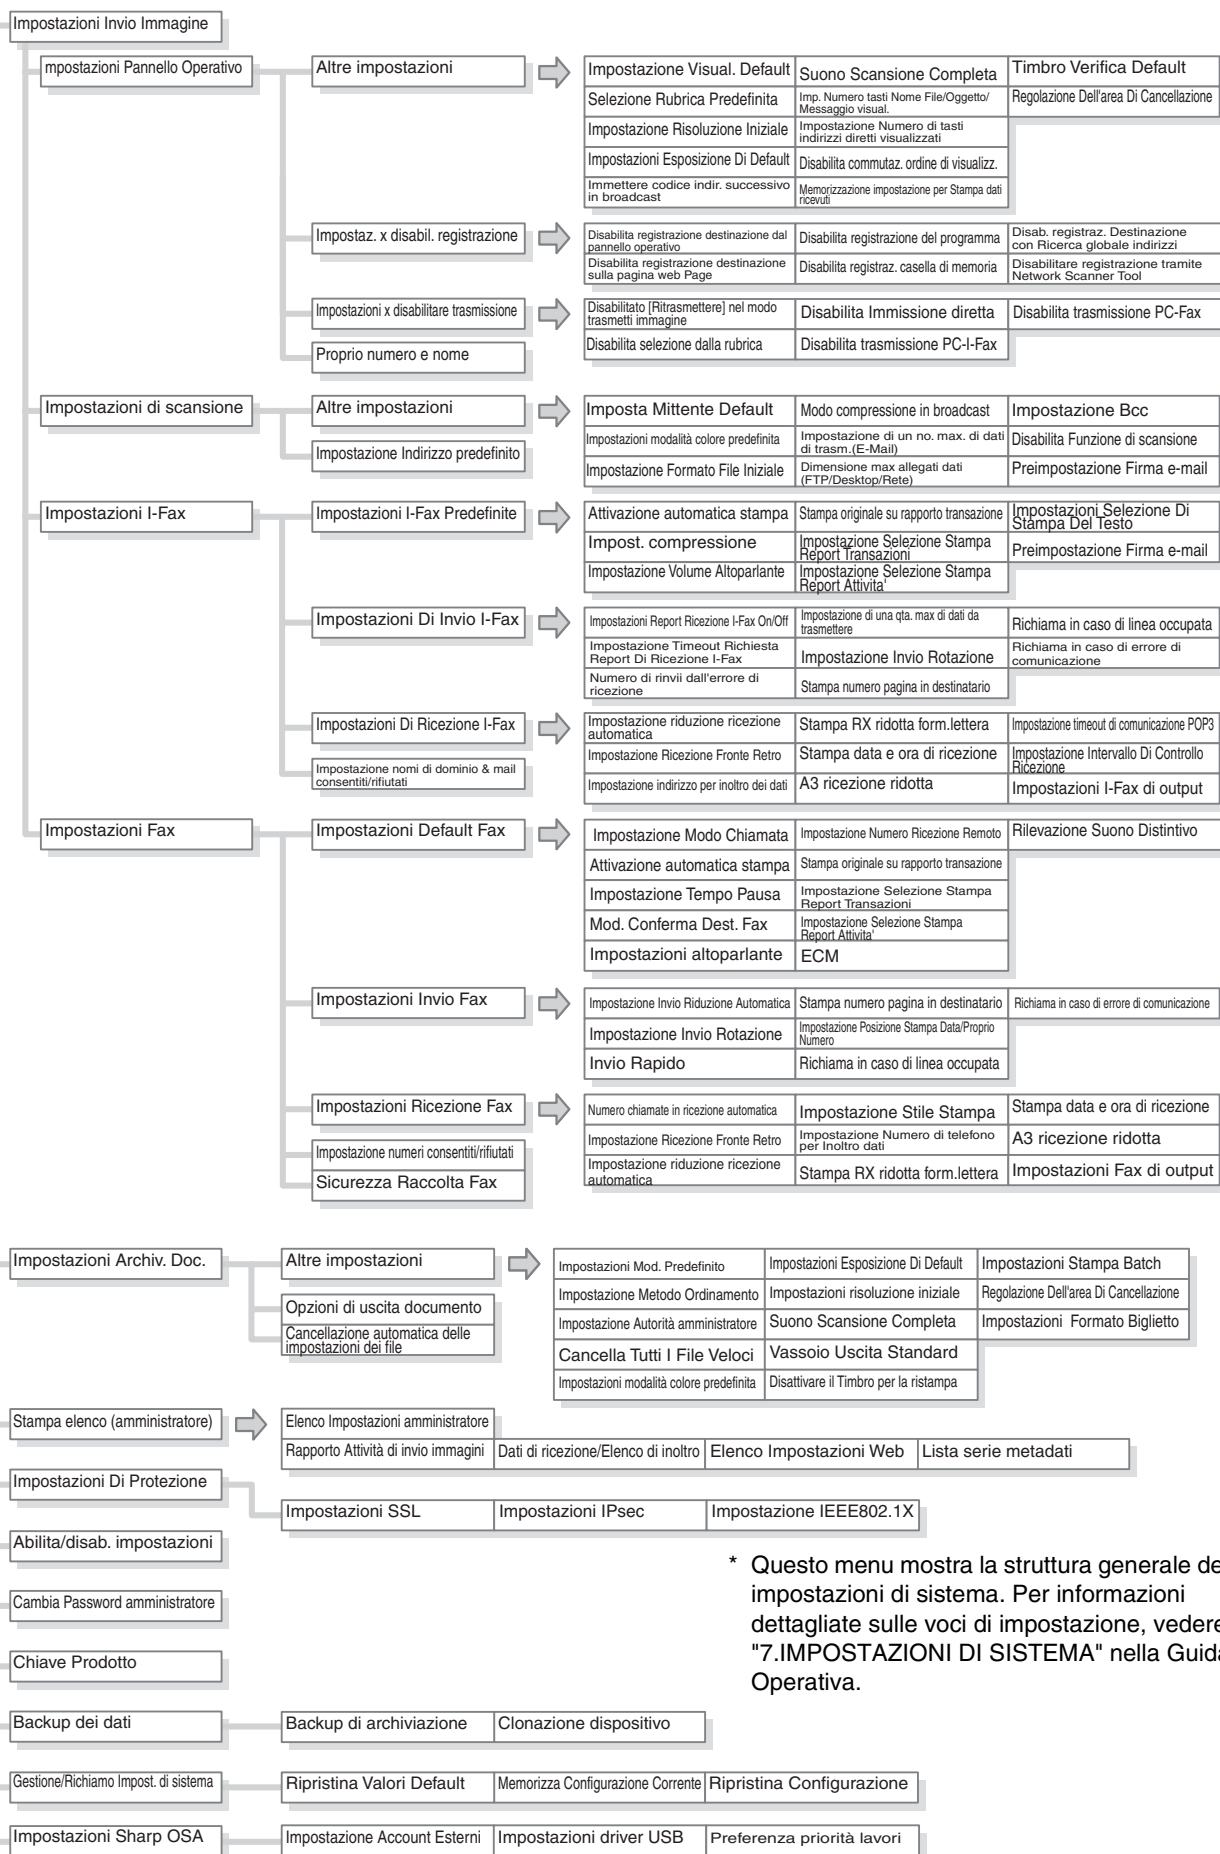 Impostazioni Invio Immagine
mpostazioni Pannello Operativo
Altre impostazioni
Impostazione Visual. Default
Suono Scansione Completa
Timbro Verifica Default
Selezione Rubrica Predefinita
Imp. Numero tasti Nome File/Oggetto/
Messaggio visual.
Regolazione Dell'area Di Cancellazione
Impostazione Risoluzione Iniziale
Impostazione Numero di tasti
indirizzi diretti visualizzati
Impostazioni Esposizione Di Default
Disabilita commutaz. ordine di visualizz.
Immettere codice indir. successivo
in broadcast
Memorizzazione impostazione per Stampa dati
ricevuti
Impostaz. x disabil. registrazione
Disabilita registrazione destinazione dal
pannello operativo
Disabilita registrazione del programma
Disab. registraz. Destinazione
con Ricerca globale indirizzi
Disabilita registrazione destinazione
sulla pagina web Page
Disabilita registraz. casella di memoria
Disabilitare registrazione tramite
Network Scanner Tool
Impostazioni x disabilitare trasmissione
Disabilitato [Ritrasmettere] nel modo
trasmetti immagine
Disabilita Immissione diretta
Disabilita trasmissione PC-Fax
Disabilita selezione dalla rubrica
Disabilita trasmissione PC-I-Fax
Proprio numero e nome
Impostazioni di scansione
Altre impostazioni
Imposta Mittente Default
Modo compressione in broadcast
Impostazione Bcc
Impostazioni modalità colore predefinita
Impostazione di un no. max. di dati
di trasm.(E-Mail)
Disabilita Funzione di scansione
Impostazione Indirizzo predefinito
Impostazione Formato File Iniziale
Dimensione max allegati dati
(FTP/Desktop/Rete)
Preimpostazione Firma e-mail
Impostazioni I-Fax
Impostazioni I-Fax Predefinite
Attivazione automatica stampa
Stampa originale su rapporto transazione
Impostazioni Selezione Di
Stampa Del Testo
Impost. compressione
Impostazione Selezione Stampa
Report Transazioni
Preimpostazione Firma e-mail
Impostazione Volume Altoparlante
Impostazione Selezione Stampa
Report Attivita'
Impostazioni Di Invio I-Fax
Impostazioni Report Ricezione I-Fax On/Off
Impostazione di una qta. max di dati da
trasmettere
Richiama in caso di linea occupata
Impostazione Timeout Richiesta
Report Di Ricezione I-Fax
Impostazione Invio Rotazione
Richiama in caso di errore di
comunicazione
Numero di rinvii dall'errore di
ricezione
Stampa numero pagina in destinatario
Impostazioni Di Ricezione I-Fax
Impostazione riduzione ricezione
automatica
Stampa RX ridotta form.lettera
Impostazione timeout di comunicazione POP3
Impostazione Ricezione Fronte Retro
Stampa data e ora di ricezione
Impostazione Intervallo Di Controllo
Ricezione
Impostazione nomi di dominio & mail
consentiti/rifiutati
Impostazione indirizzo per inoltro dei dati
A3 ricezione ridotta
Impostazioni I-Fax di output
Impostazioni Fax
Impostazioni Default Fax
Impostazione Modo Chiamata
Impostazione Numero Ricezione Remoto
Rilevazione Suono Distintivo
Attivazione automatica stampa
Stampa originale su rapporto transazione
Impostazione Tempo Pausa
Impostazione Selezione Stampa
Report Transazioni
Mod. Conferma Dest. Fax
Impostazione Selezione Stampa
Report Attivita'
Impostazioni altoparlante
ECM
Impostazioni Invio Fax
Impostazione Invio Riduzione Automatica
Stampa numero pagina in destinatario
Richiama in caso di errore di comunicazione
Impostazione Invio Rotazione
Impostazione Posizione Stampa Data/Proprio
Numero
Invio Rapido
Richiama in caso di linea occupata
Impostazioni Ricezione Fax
Numero chiamate in ricezione automatica
Impostazione Stile Stampa
Stampa data e ora di ricezione
Impostazione numeri consentiti/rifiutati
Impostazione Ricezione Fronte Retro
Impostazione Numero di telefono
per Inoltro dati
A3 ricezione ridotta
Sicurezza Raccolta Fax
Impostazione riduzione ricezione
automatica
Stampa RX ridotta form.lettera
Impostazioni Fax di output
Impostazioni Archiv. Doc.
Altre impostazioni
Impostazioni Mod. Predefinito
Impostazioni Esposizione Di Default
Impostazioni Stampa Batch
Opzioni di uscita documento
Impostazione Metodo Ordinamento
Impostazioni risoluzione iniziale
Regolazione Dell'area Di Cancellazione
Cancellazione automatica delle
impostazioni dei file
Impostazione Autorità amministratore
Suono Scansione Completa
Impostazioni Formato Biglietto
Cancella Tutti I File Veloci
Vassoio Uscita Standard
Impostazioni modalità colore predefinita
Disattivare il Timbro per la ristampa
Stampa elenco (amministratore)
Elenco Impostazioni amministratore
Rapporto Attività di invio immagini
Dati di ricezione/Elenco di inoltro
Elenco Impostazioni Web
Lista serie metadati
Impostazioni Di Protezione
Impostazioni SSL
Impostazioni IPsec
Impostazione IEEE802.1X
Abilita/disab. impostazioni
Cambia Password amministratore
Chiave Prodotto
* Questo menu mostra la struttura generale de
impostazioni di sistema. Per informazioni
dettagliate sulle voci di impostazione, vedere
"7.IMPOSTAZIONI DI SISTEMA" nella Guida
Operativa.
Backup dei dati
Backup di archiviazione
Clonazione dispositivo
Gestione/Richiamo Impost. di sistema
Ripristina Valori Default
Memorizza Configurazione Corrente
Ripristina Configurazione
Impostazioni Sharp OSA
Impostazione Account Esterni
Impostazioni driver USB
Preferenza priorità lavori